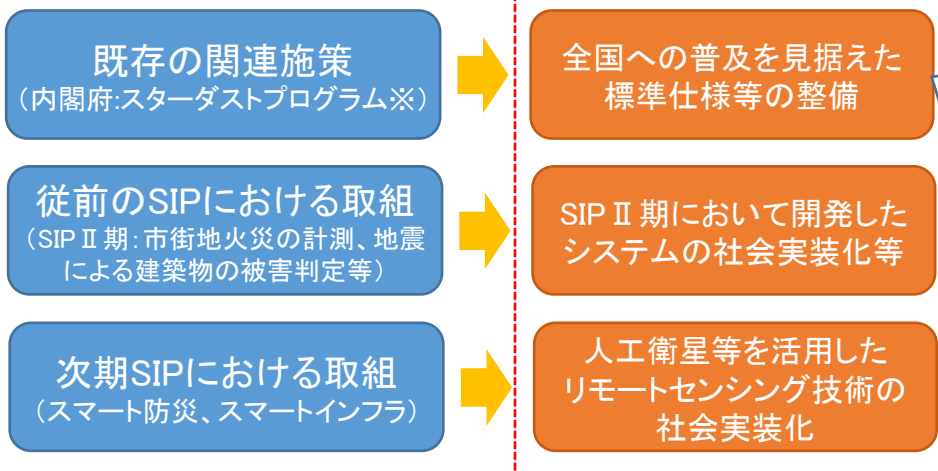 既存の関連施策
（内閣府:スターダストプログラム※）
全国への普及を見据えた
標準仕様等の整備
従前のSIPにおける取組
（SIPⅡ期：市街地火災の計測、地震
による建築物の被害判定等）
SIPⅡ期において開発した
システムの社会実装化等
次期SIPにおける取組
（スマート防災、スマートインフラ）
人工衛星等を活用した
リモートセンシング技術の
社会実装化